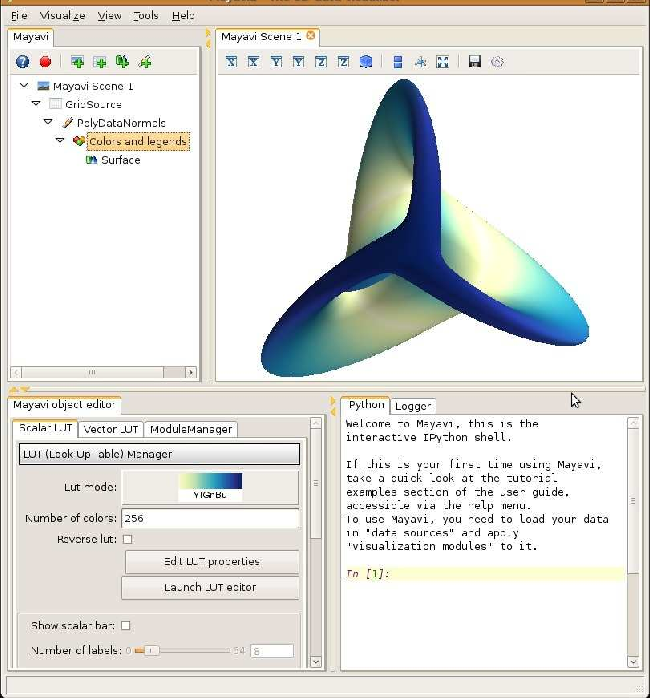 File Visualize View Tools Help
Mayavi
Mayavi Scene 1
Mayavi Scene 1
GridSource
PolyDataNormals
Colors and legends
Surface
X X Y Y Z Z
Mayavi object editor
Scalar LUT Vector LUT ModuleManager
LUT (Look Up Table) Manager
Lut mode:
YlGnBu
Number of colors: 256
Reverse lut:
Edit LUT properties
Launch LUT editor
Show scalar bar:
Number of labels: 0 64 8
Python Logger
Welcome to Mayavi, this is the
interactive IPython shell.
If this is your first time using Mayavi,
take a quick look at the tutorial
examples section of the user guide,
accessible via the help menu.
To use Mayavi, you need to load your data
in "data sources" and apply
"visualization modules" to it.
In [1]: